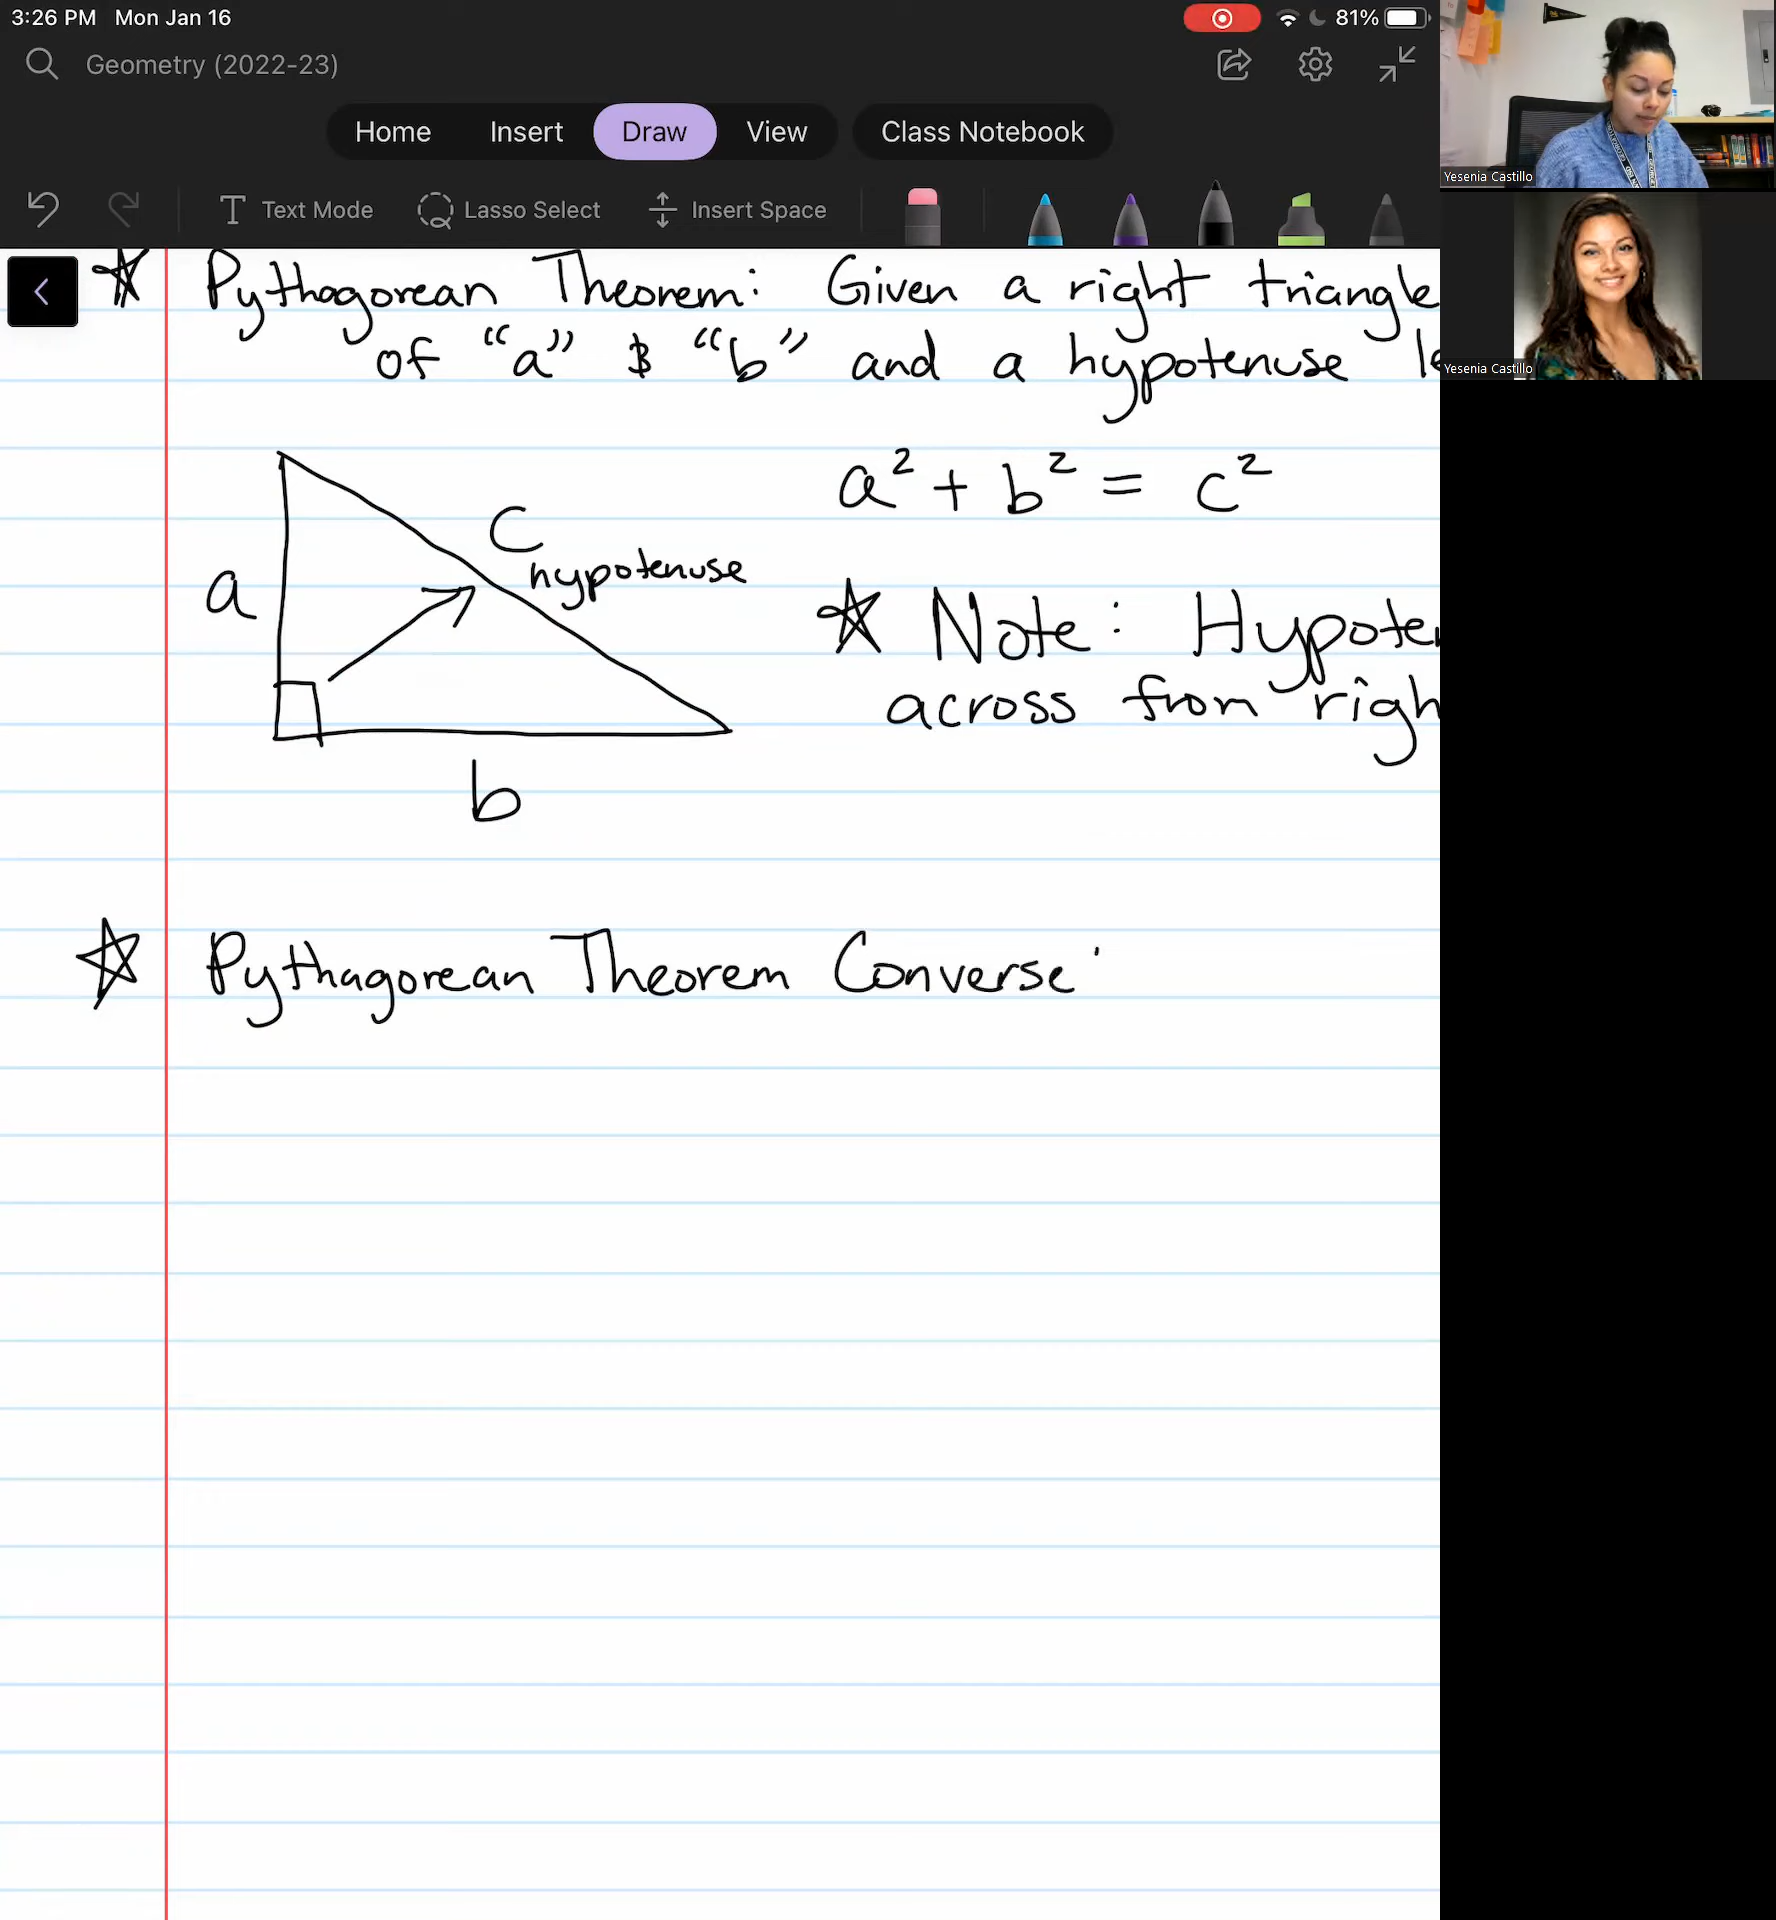 3:26 PM Mon Jan 16
81%
Geometry (2022-23)
Home Insert Draw View Class Notebook
T Text Mode Lasso Select Insert Space
Yesenia Castillo
Yesenia Castillo
Pythagorean Theorem: Given a right triangle
of "a" & "b" and a hypotenuse le
a² + b² = c²
C
hypotenuse
a
Note: Hypoten
across from righ
b
Pythagorean Theorem Converse